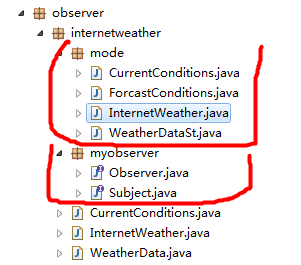 observer
internetweather
mode
CurrentConditions.java
ForcastConditions.java
InternetWeather.java
WeatherDataSt.java
myobserver
Observer.java
Subject.java
CurrentConditions.java
InternetWeather.java
WeatherData.java